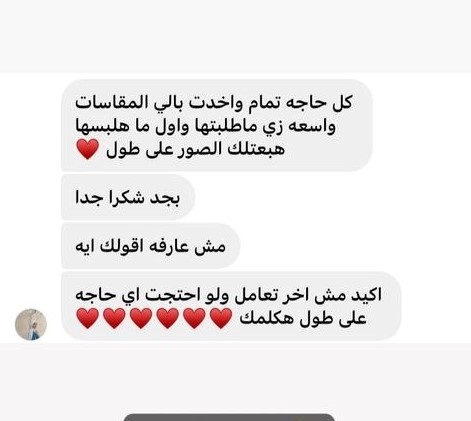 كل حاجه تمام واخدت بالي المقاسات
واسعه زي ماطلبتها واول ما هلبسها
هبعتلك الصور على طول ♥️
بجد شكرا جدا
مش عارفه اقولك ايه
اكيد مش اخر تعامل ولو احتجت اي حاجه
على طول هكلمك ♥️♥️♥️♥️♥️♥️